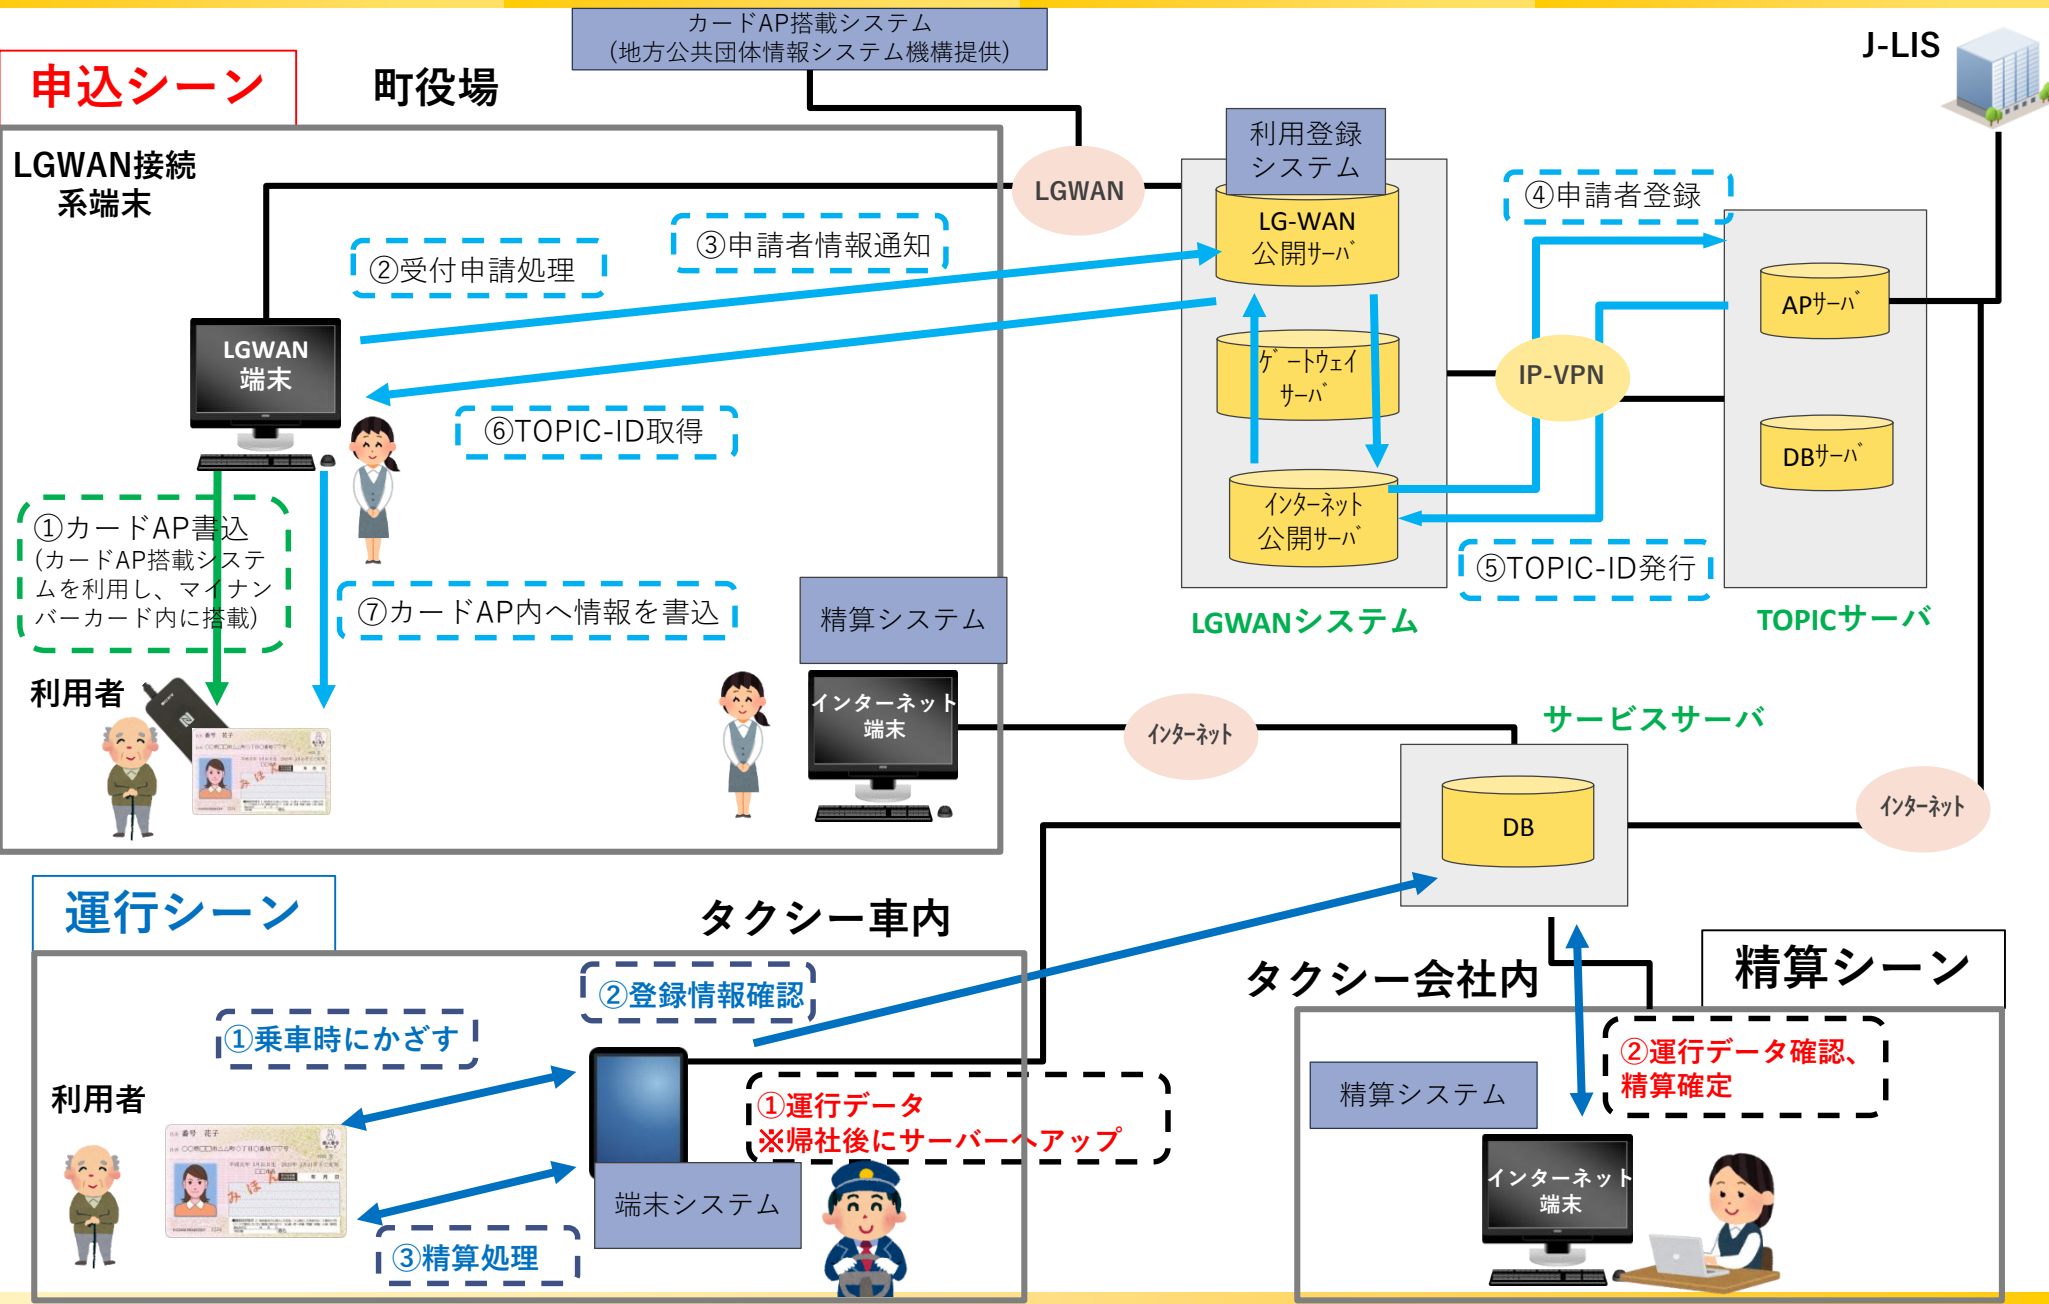 カードAP搭載システム
(地方公共団体情報システム機構提供)
J-LIS
申込シーン
町役場
LGWAN接続
系端末
LGWAN
利用登録
システム
LG-WAN
公開ｻｰﾊﾞ
④申請者登録
③申請者情報通知
②受付申請処理
APｻｰﾊﾞ
LGWAN
端末
ｹﾞｰﾄｳｪｲ
ｻｰﾊﾞ
IP-VPN
⑥TOPIC-ID取得
DBｻｰﾊﾞ
ｲﾝﾀｰﾈｯﾄ
公開ｻｰﾊﾞ
①カードAP書込
(カードAP搭載システ
ムを利用し、マイナン
バーカード内に搭載)
⑤TOPIC-ID発行
⑦カードAP内へ情報を書込
精算システム
LGWANシステム
TOPICサーバ
利用者
インターネット
端末
ｲﾝﾀｰﾈｯﾄ
サービスサーバ
番号 花子
みほん
DB
ｲﾝﾀｰﾈｯﾄ
運行シーン
タクシー車内
②登録情報確認
タクシー会社内
精算シーン
①乗車時にかざす
②運行データ確認、
精算確定
精算システム
利用者
①運行データ
※帰社後にサーバーへアップ
番号 花子
みほん
端末システム
インターネット
端末
③精算処理